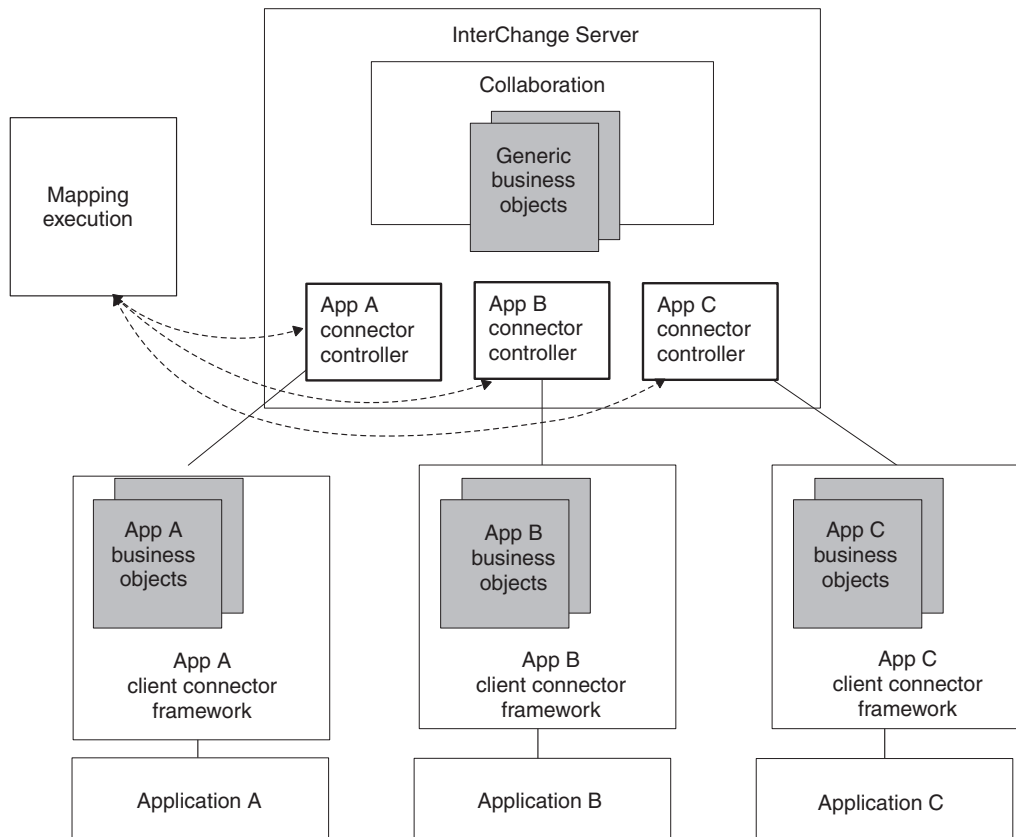 InterChange Server
Collaboration
Generic
business
objects
Mapping
execution
App A
connector
controller
App B
connector
controller
App C
connector
controller
App A
business
objects
App A
client connector
framework
App B
business
objects
App B
client connector
framework
App C
business
objects
App C
client connector
framework
Application A
Application B
Application C